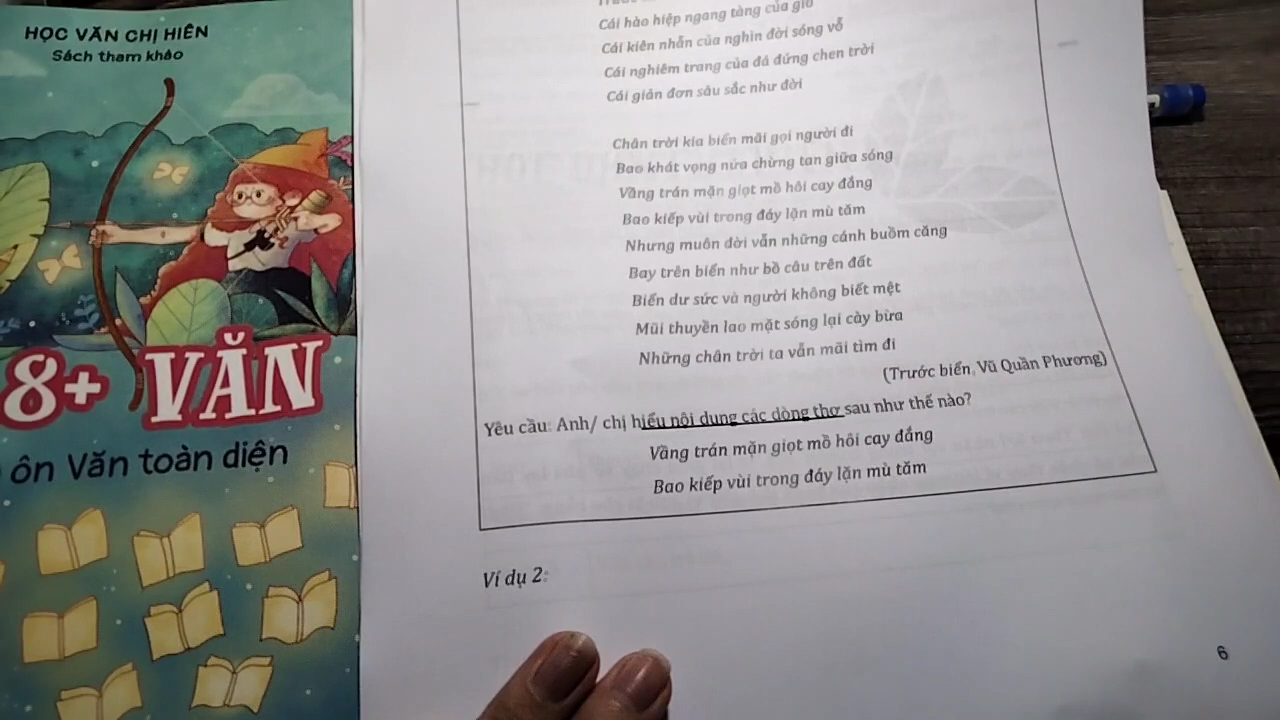 HỌC VĂN CHỊ HIÊN
Sách tham khảo
8+ VĂN
ôn Văn toàn diện
Cái hào hiệp ngang tàng của gió
Cái kiên nhẫn của nghìn đời sóng vỗ
Cái nghiêm trang của đá đứng chen trời
Cái giản đơn sâu sắc như đời
Chân trời kia biển mãi gọi người đi
Bao khát vọng nửa chừng tan giữa sóng
Vầng trán mặn giọt mồ hôi cay đắng
Bao kiếp vùi trong đáy lặn mù tăm
Nhưng muôn đời vẫn những cánh buồm căng
Bay trên biển như bồ câu trên đất
Biển dư sức và người không biết mệt
Mũi thuyền lao mặt sóng lại cày bừa
Những chân trời ta vẫn mãi tìm đi
(Trước biển, Vũ Quần Phương)
Yêu cầu: Anh/ chị hiểu nội dung các dòng thơ sau như thế nào?
Vầng trán mặn giọt mồ hôi cay đắng
Bao kiếp vùi trong đáy lặn mù tăm
Ví dụ 2:
6